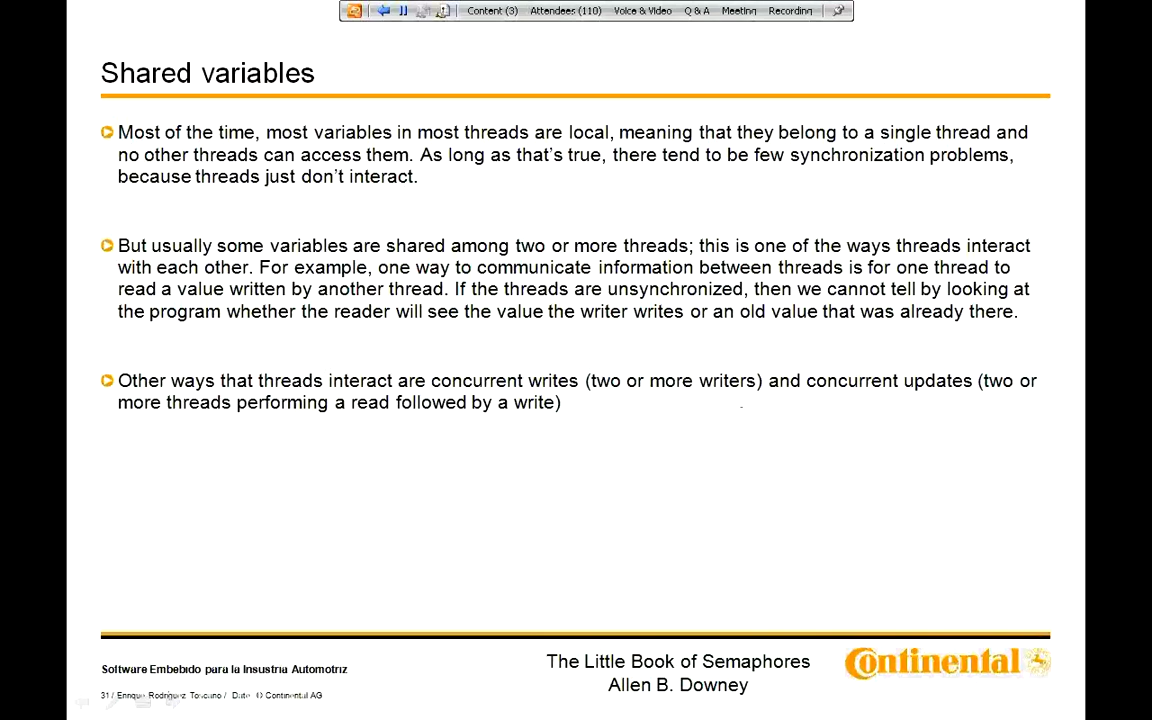 Content (3) Attendees (110) Voice & Video Q & A Meeting Recording
Shared variables
Most of the time, most variables in most threads are local, meaning that they belong to a single thread and
no other threads can access them. As long as that's true, there tend to be few synchronization problems,
because threads just don't interact.
But usually some variables are shared among two or more threads; this is one of the ways threads interact
with each other. For example, one way to communicate information between threads is for one thread to
read a value written by another thread. If the threads are unsynchronized, then we cannot tell by looking at
the program whether the reader will see the value the writer writes or an old value that was already there.
Other ways that threads interact are concurrent writes (two or more writers) and concurrent updates (two or
more threads performing a read followed by a write)
Software Embebido para la Insustria Automotriz
31 / Enrique Rodríguez Toscano / Date © Continental AG
The Little Book of Semaphores
Allen B. Downey
Continental